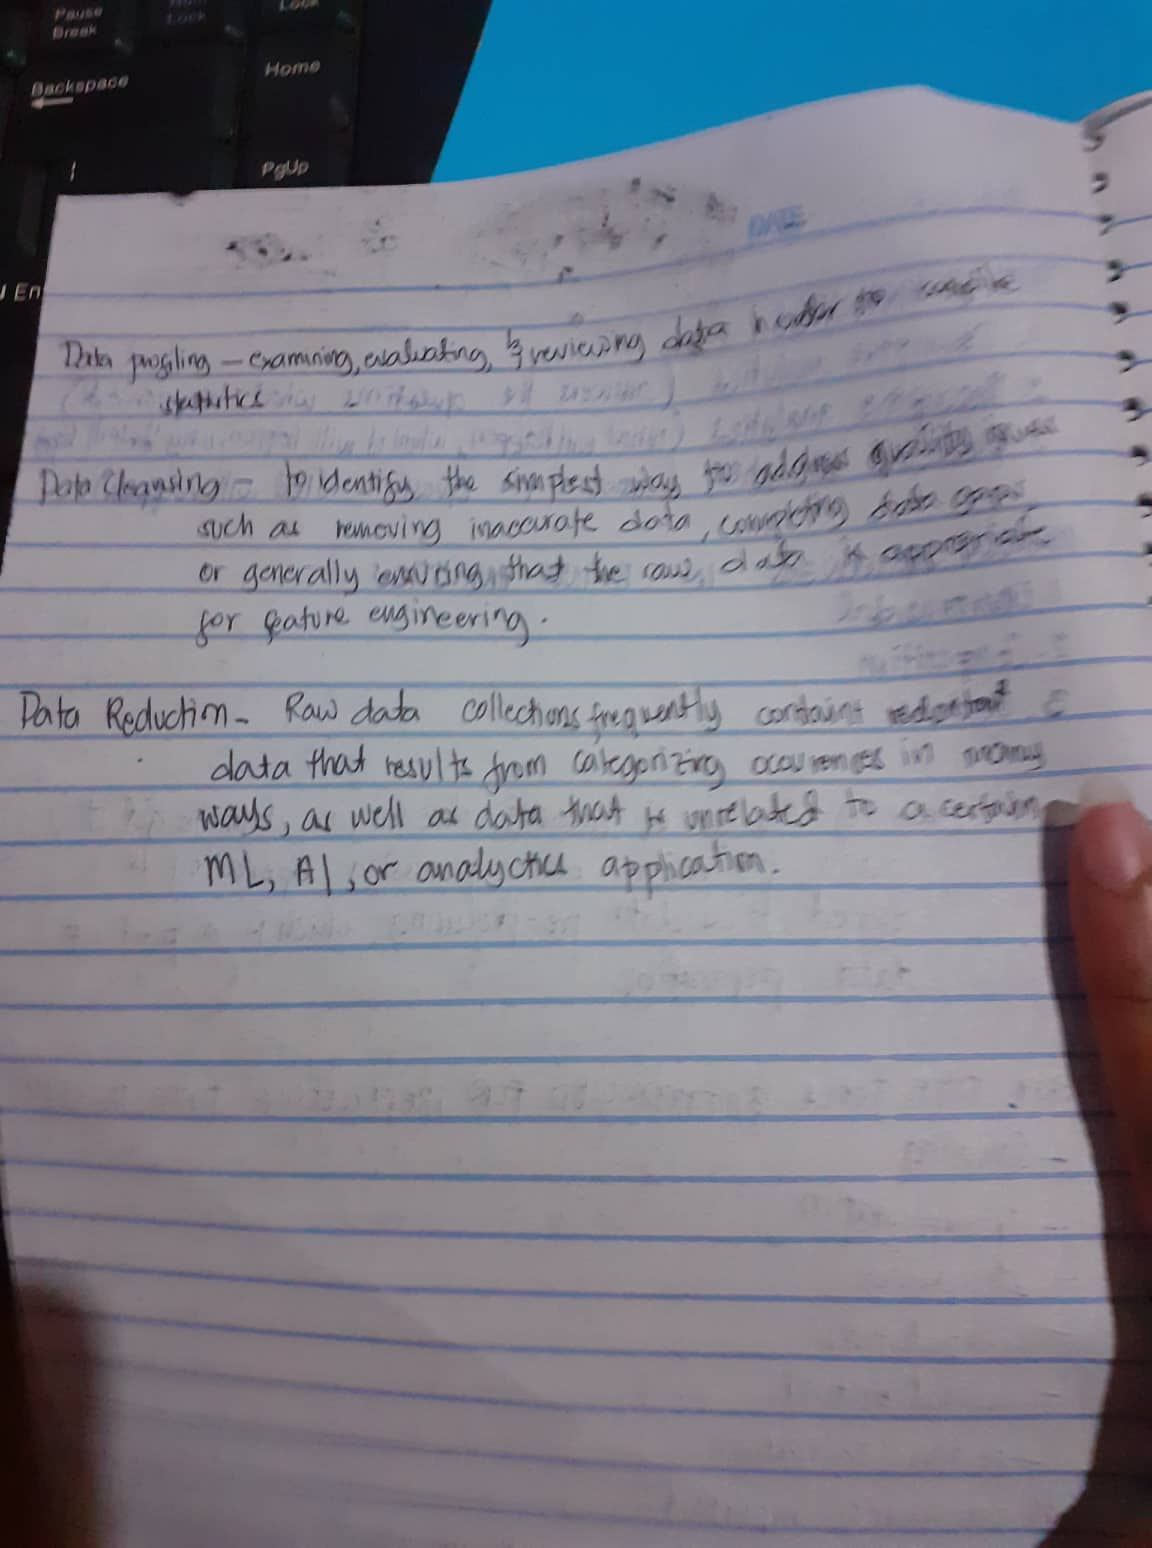 Pause
Break
Lock
Lock
Backspace
Home
PgUp
En
DATE
Data profiling - examining, evaluating, & reviewing data in order to
statistics
Data Cleansing - to identify the simplest way to address quality issues
such as removing inaccurate data, completing data gaps
or generally ensuring that the raw data is appropriate
for feature engineering.
Data Reduction - Raw data collections frequently contains redundant
data that results from categorizing occurences in many
ways, as well as data that is unrelated to a certain
ML, AI, or analytics application.